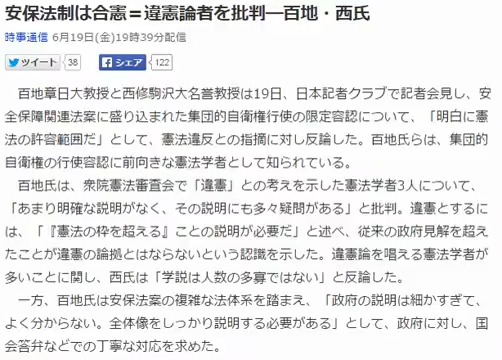 安保法制は合憲＝違憲論者を批判―百地・西氏
時事通信 6月19日(金)19時39分配信
ツイート 38 シェア 122
百地章日大教授と西修駒沢大名誉教授は19日、日本記者クラブで記者会見し、安
全保障関連法案に盛り込まれた集団的自衛権行使の限定容認について、「明白に憲
法の許容範囲だ」として、憲法違反との指摘に対し反論した。百地氏らは、集団的
自衛権の行使容認に前向きな憲法学者として知られている。
百地氏は、衆院憲法審査会で「違憲」との考えを示した憲法学者3人について、
「あまり明確な説明がなく、その説明にも多々疑問がある」と批判。違憲とするに
は、「『憲法の枠を超える』ことの説明が必要だ」と述べ、従来の政府見解を超え
たことが違憲の論拠とはならないという認識を示した。違憲論を唱える憲法学者が
多いことに関し、西氏は「学説は人数の多寡ではない」と反論した。
一方、百地氏は安保法案の複雑な法体系を踏まえ、「政府の説明は細かすぎて、
よく分からない。全体像をしっかり説明する必要がある」として、政府に対し、国
会答弁などでの丁寧な対応を求めた。